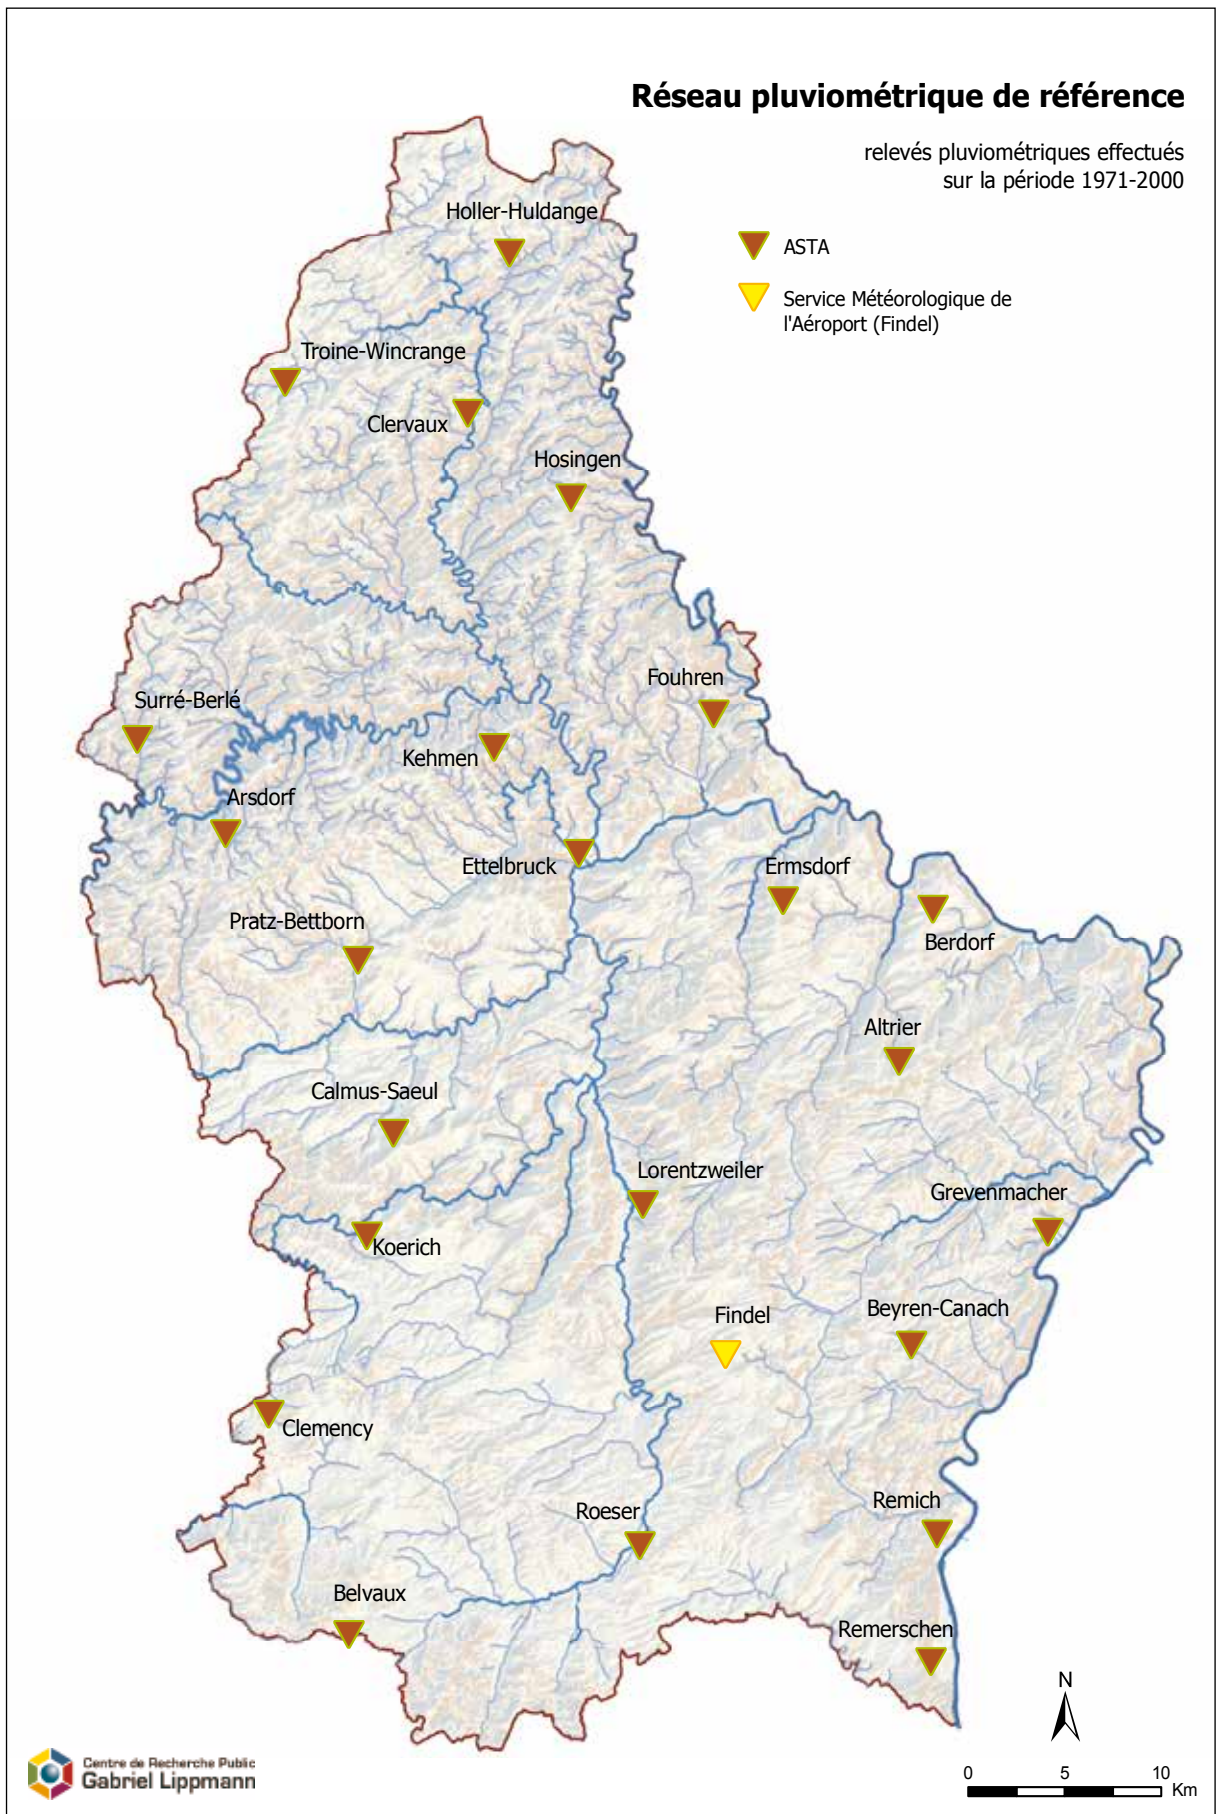 Réseau pluviométrique de référence
relevés pluviométriques effectués
sur la période 1971-2000
ASTA
Service Météorologique de
l'Aéroport (Findel)
Holler-Huldange
Troine-Wincrange
Clervaux
Hosingen
Fouhren
Surré-Berlé
Kehmen
Arsdorf
Ettelbruck
Ermsdorf
Pratz-Bettborn
Berdorf
Altrier
Calmus-Saeul
Lorentzweiler
Grevenmacher
Koerich
Beyren-Canach
Findel
Clemency
Remich
Roeser
Belvaux
Remerschen
N
0 5 10
Km
Centre de Recherche Public
Gabriel Lippmann